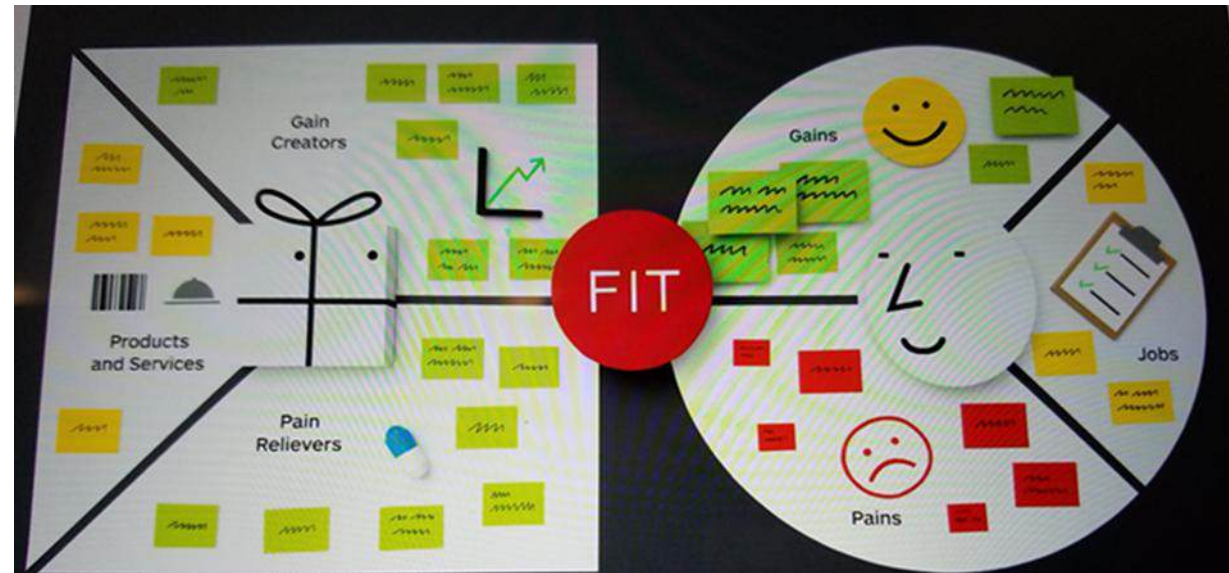 Gain
Creators
Gains
FIT
Products
and Services
Jobs
Pain
Relievers
Pains